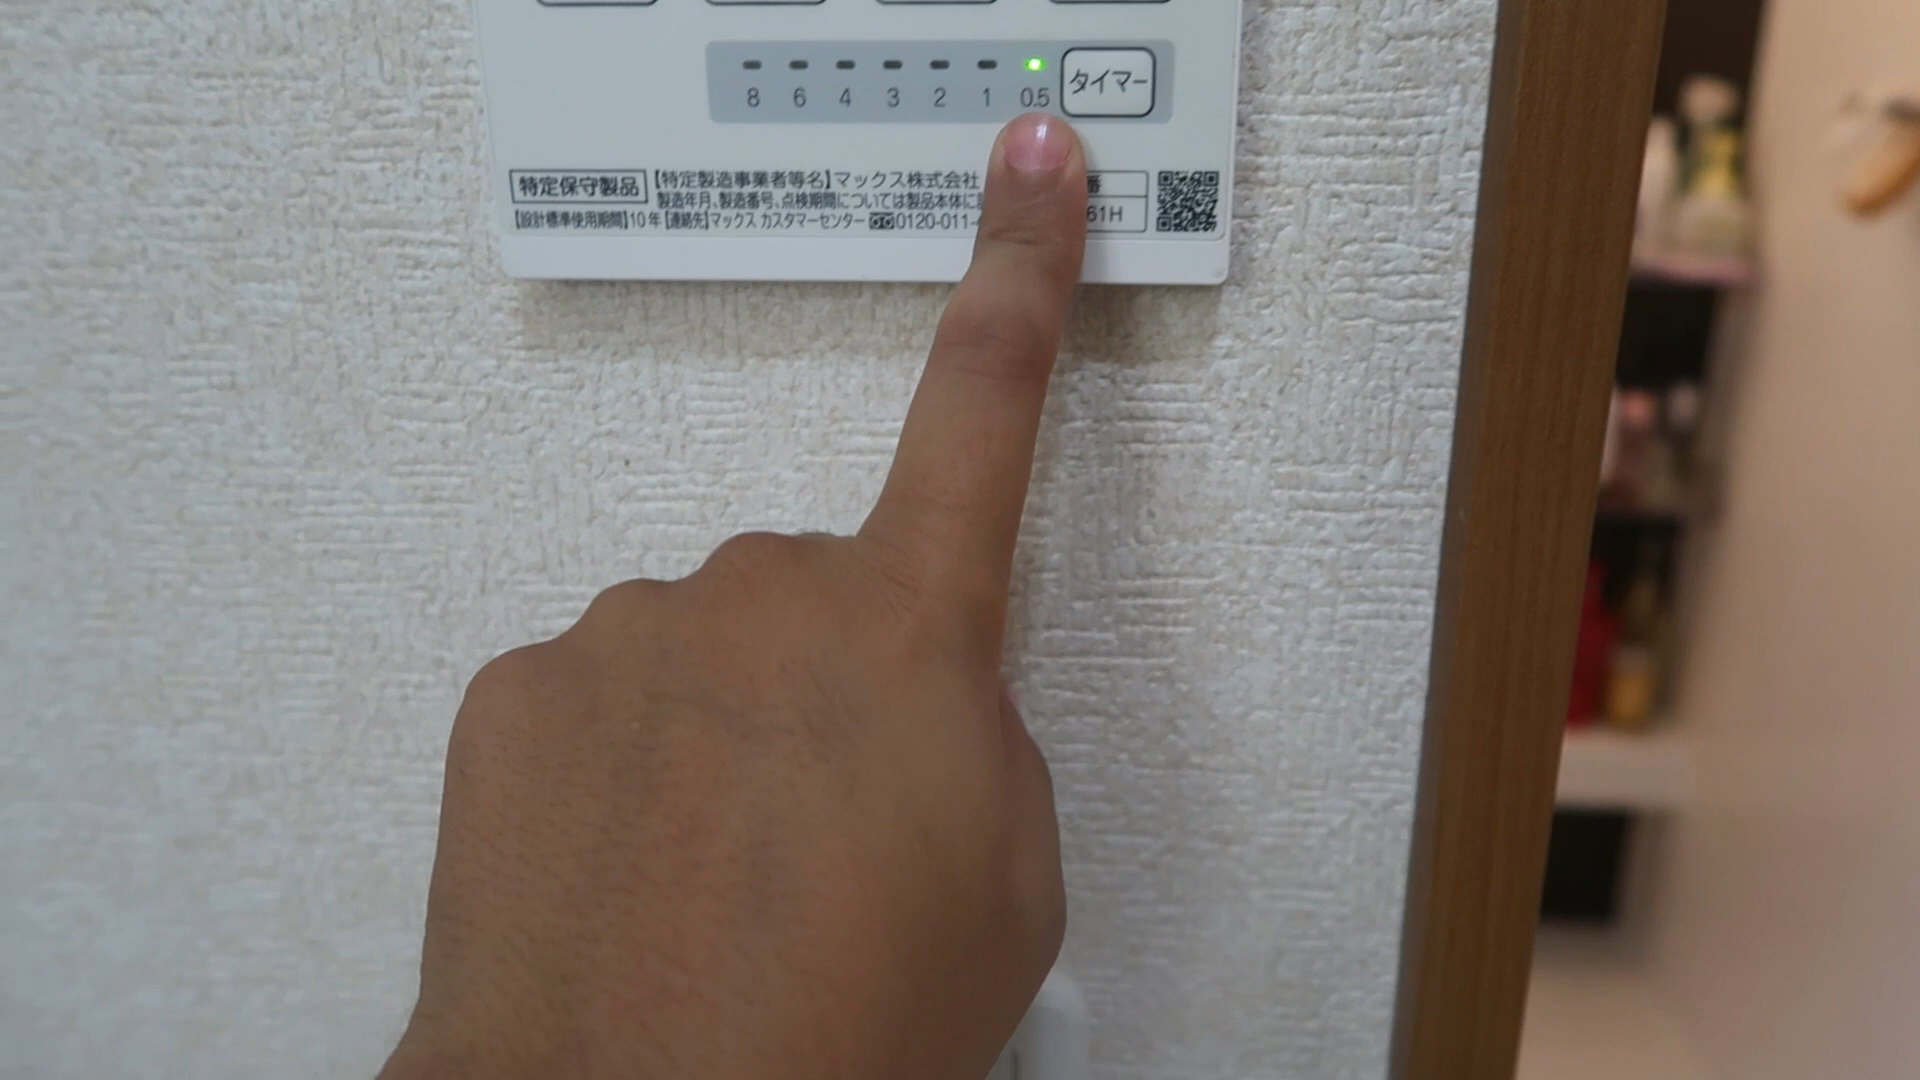 8 6 4 3 2 1 0.5 タイマー
特定保守製品 【特定製造事業者等名】マックス株式会社 番
製造年月、製造番号、点検期間については製品本体に
【設計標準使用期間】10年【連絡先】マックス カスタマーセンター 0120-011- 61H